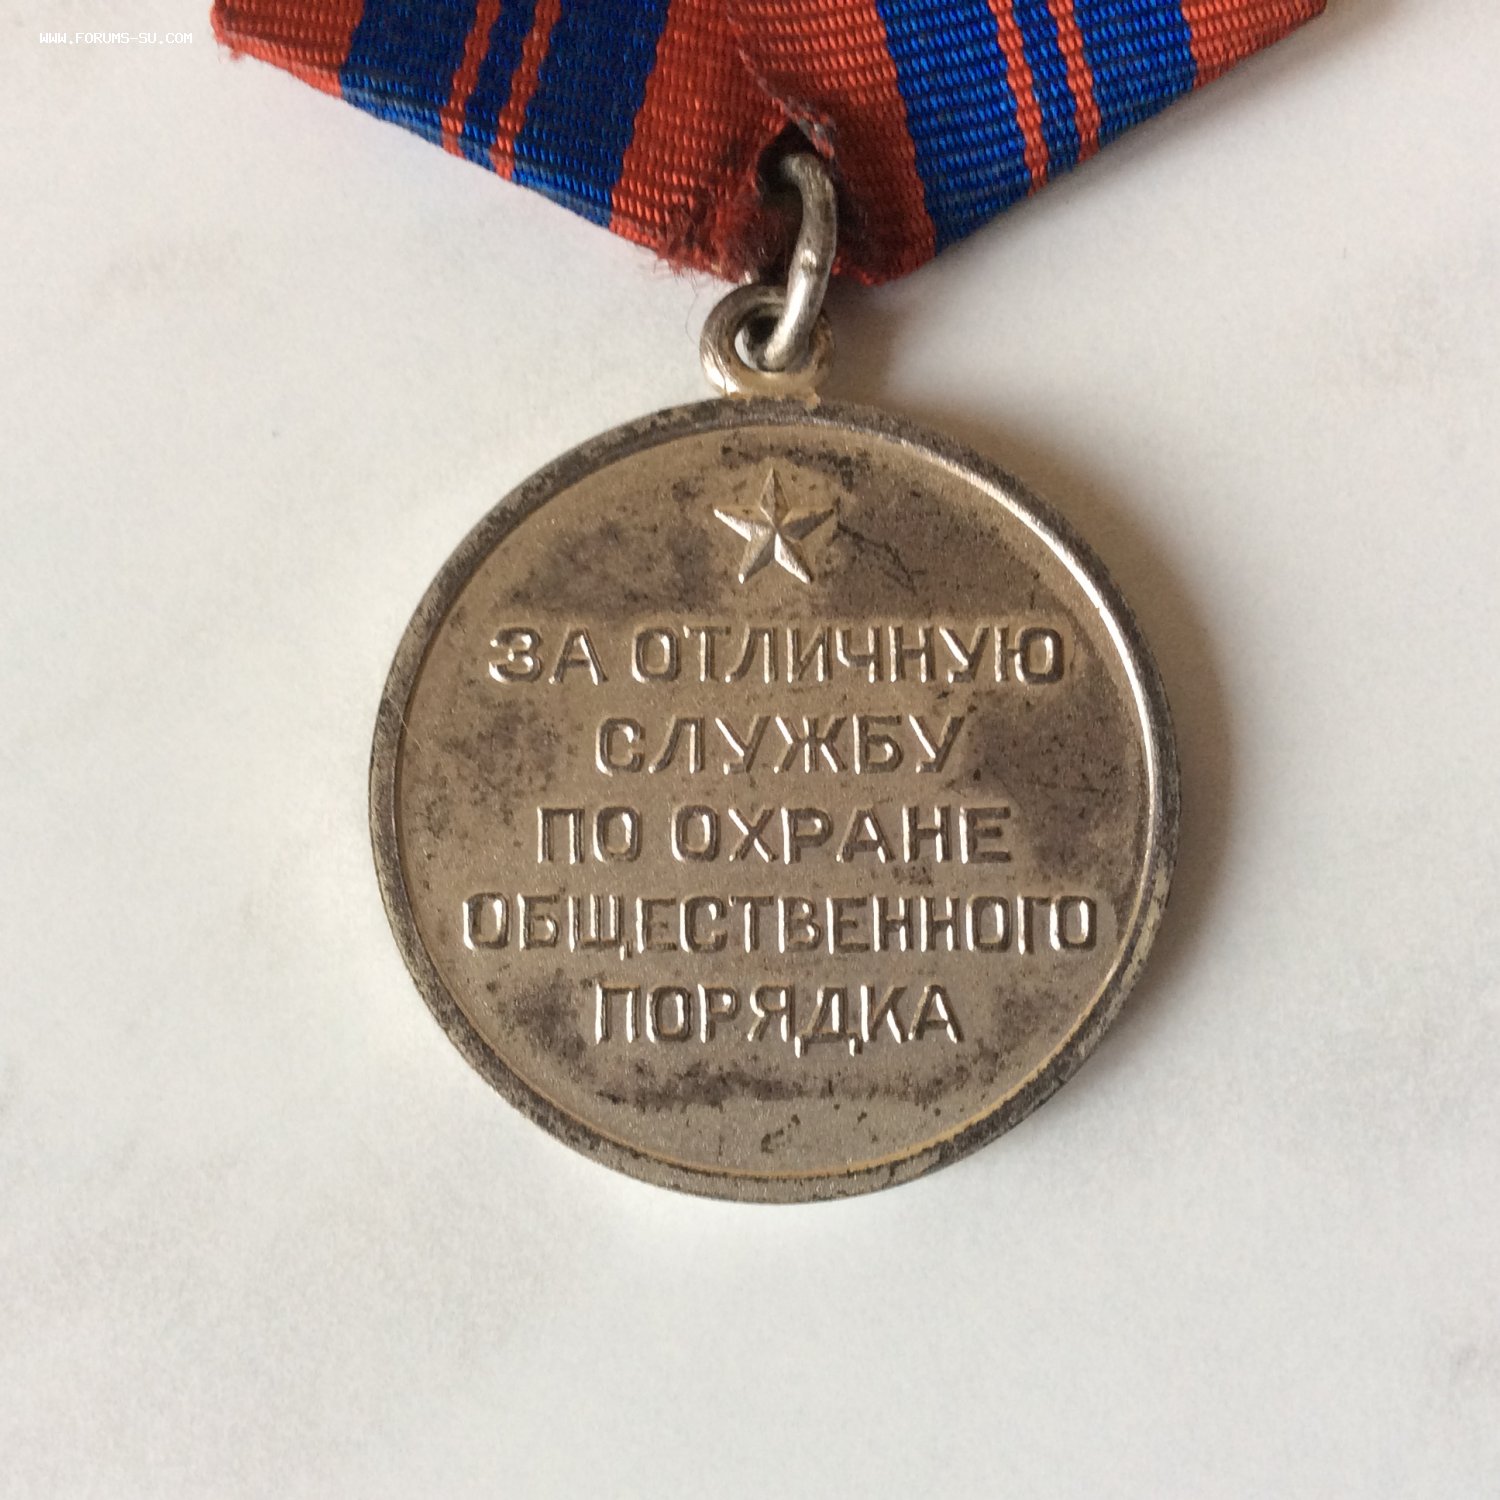 WWW.FORUMS-SU.COM
ЗА ОТЛИЧНУЮ
СЛУЖБУ
ПО ОХРАНЕ
ОБЩЕСТВЕННОГО
ПОРЯДКА